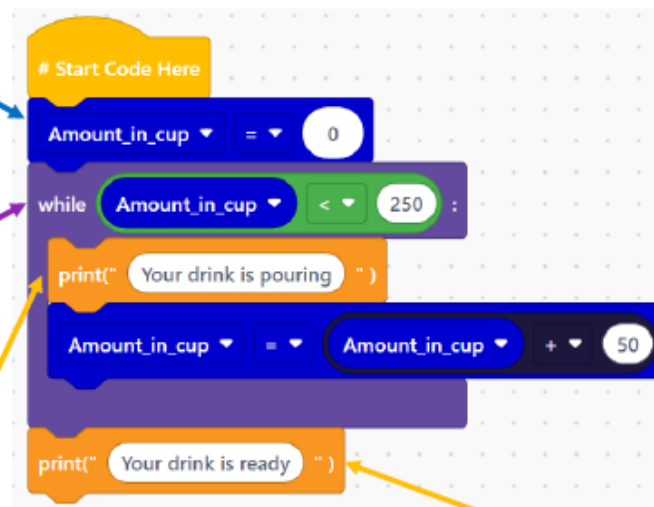 # Start Code Here
Amount_in_cup = 0
while Amount_in_cup < 250 :
print(" Your drink is pouring ")
Amount_in_cup = Amount_in_cup + 50
print(" Your drink is ready ")